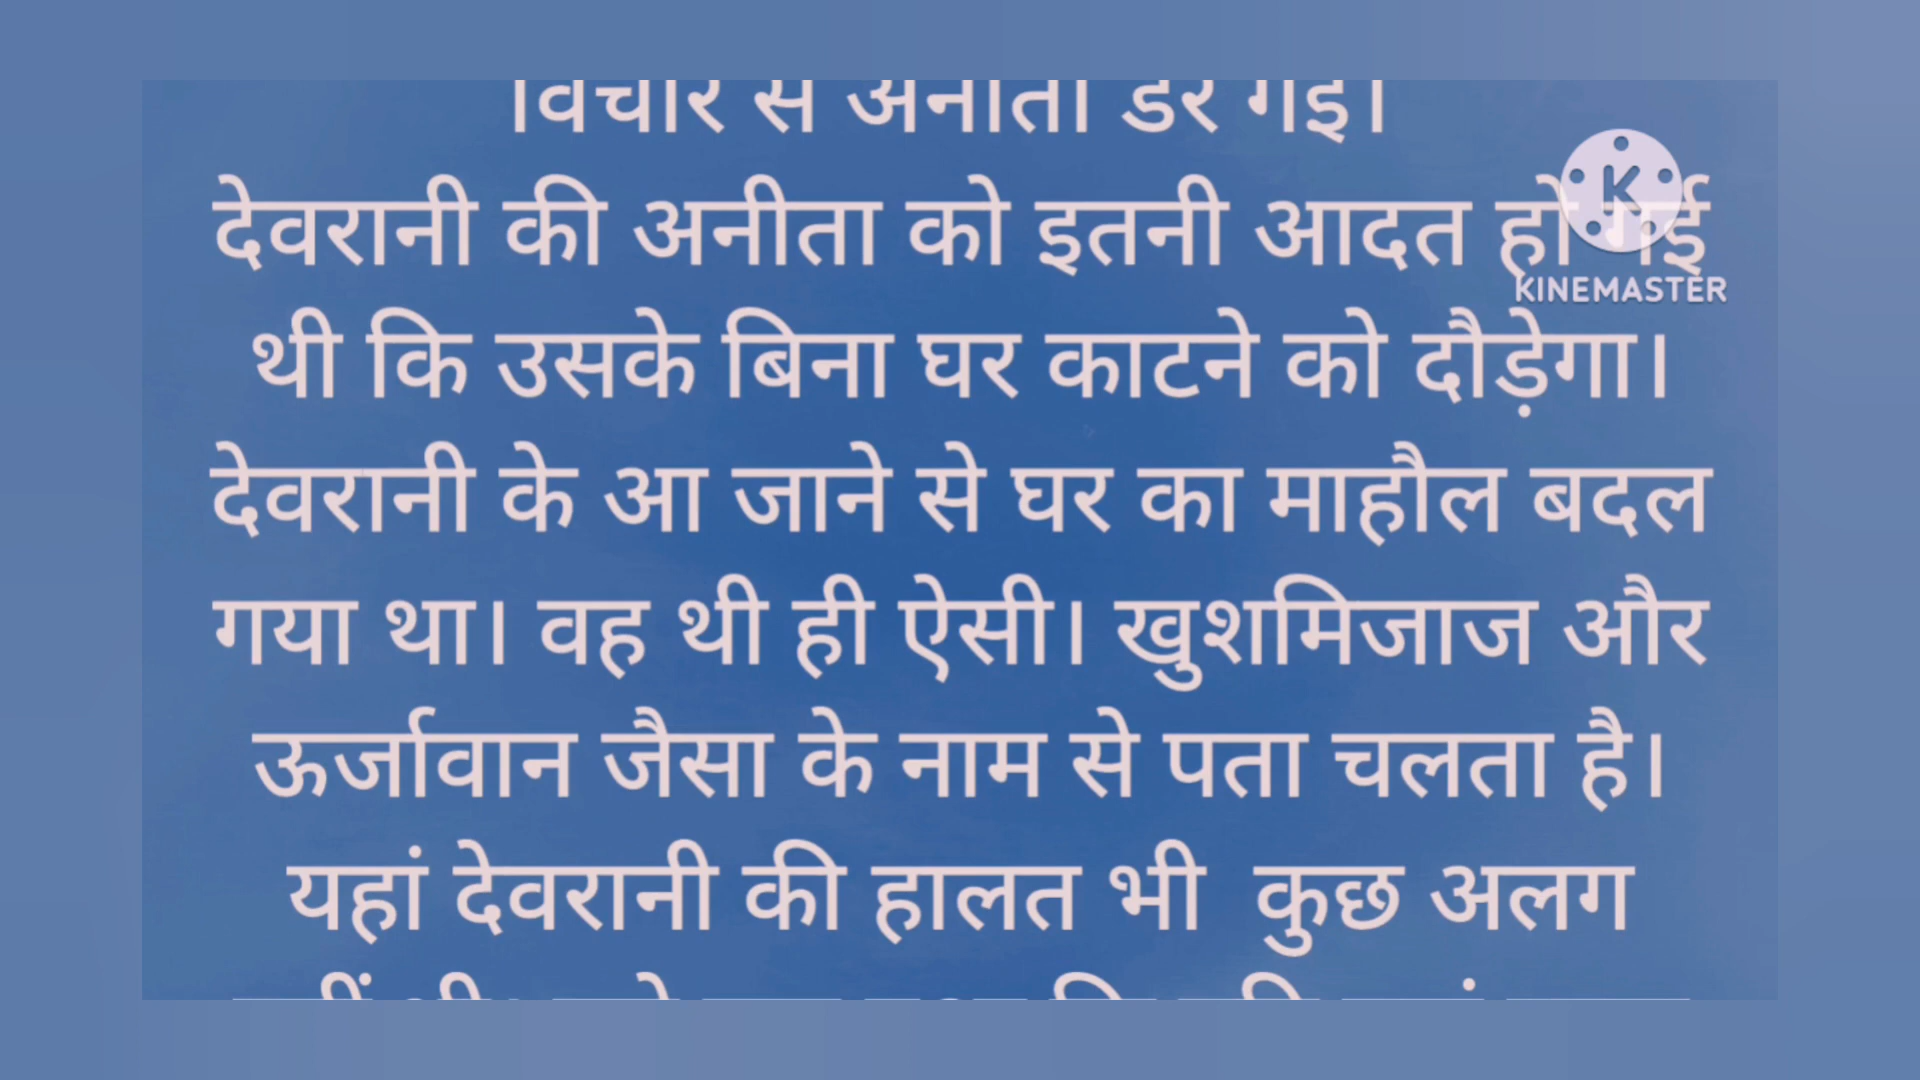 विचार से अनीता डर गई।
देवरानी की अनीता को इतनी आदत हो गई
KINEMASTER
थी कि उसके बिना घर काटने को दौड़ेगा।
देवरानी के आ जाने से घर का माहौल बदल
गया था। वह थी ही ऐसी। खुशमिजाज और
ऊर्जावान जैसा के नाम से पता चलता है।
यहां देवरानी की हालत भी कुछ अलग